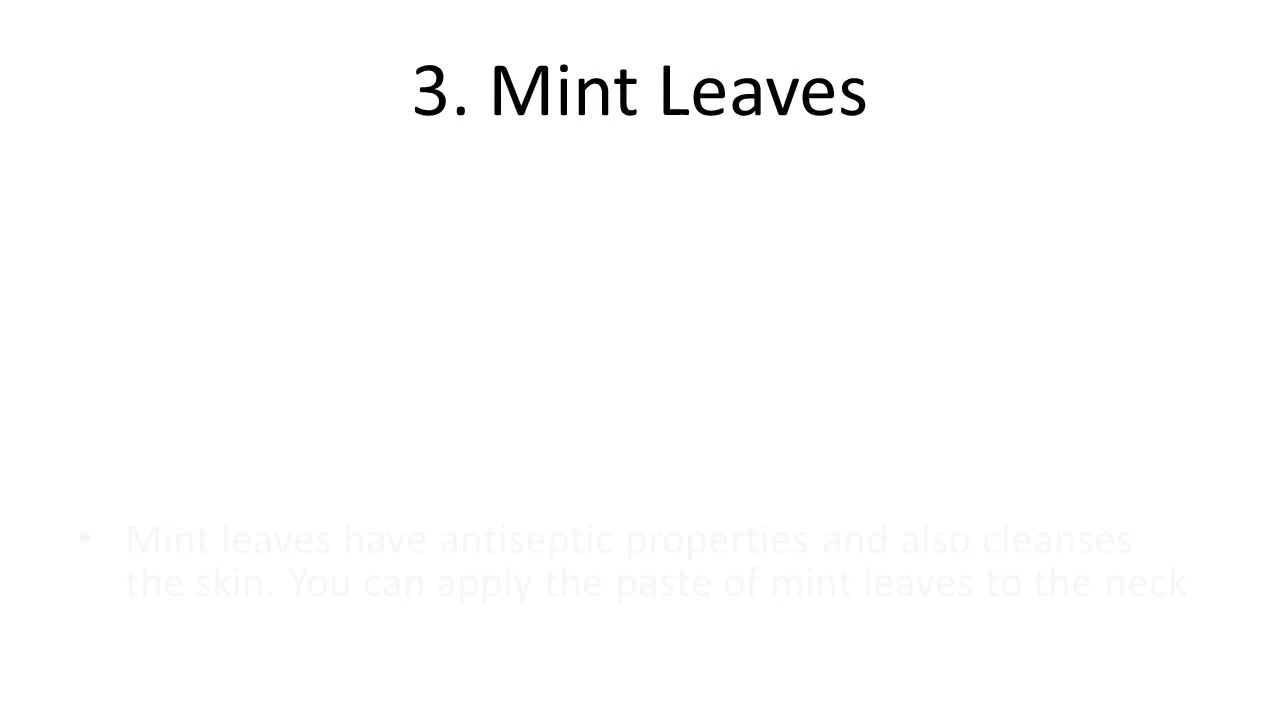 3. Mint Leaves
• Mint leaves have antiseptic properties and also cleanses
the skin. You can apply the paste of mint leaves to the neck